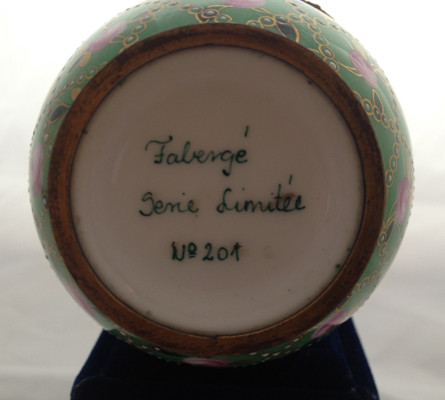 Fabergé
Serie Limitée
Nº 201